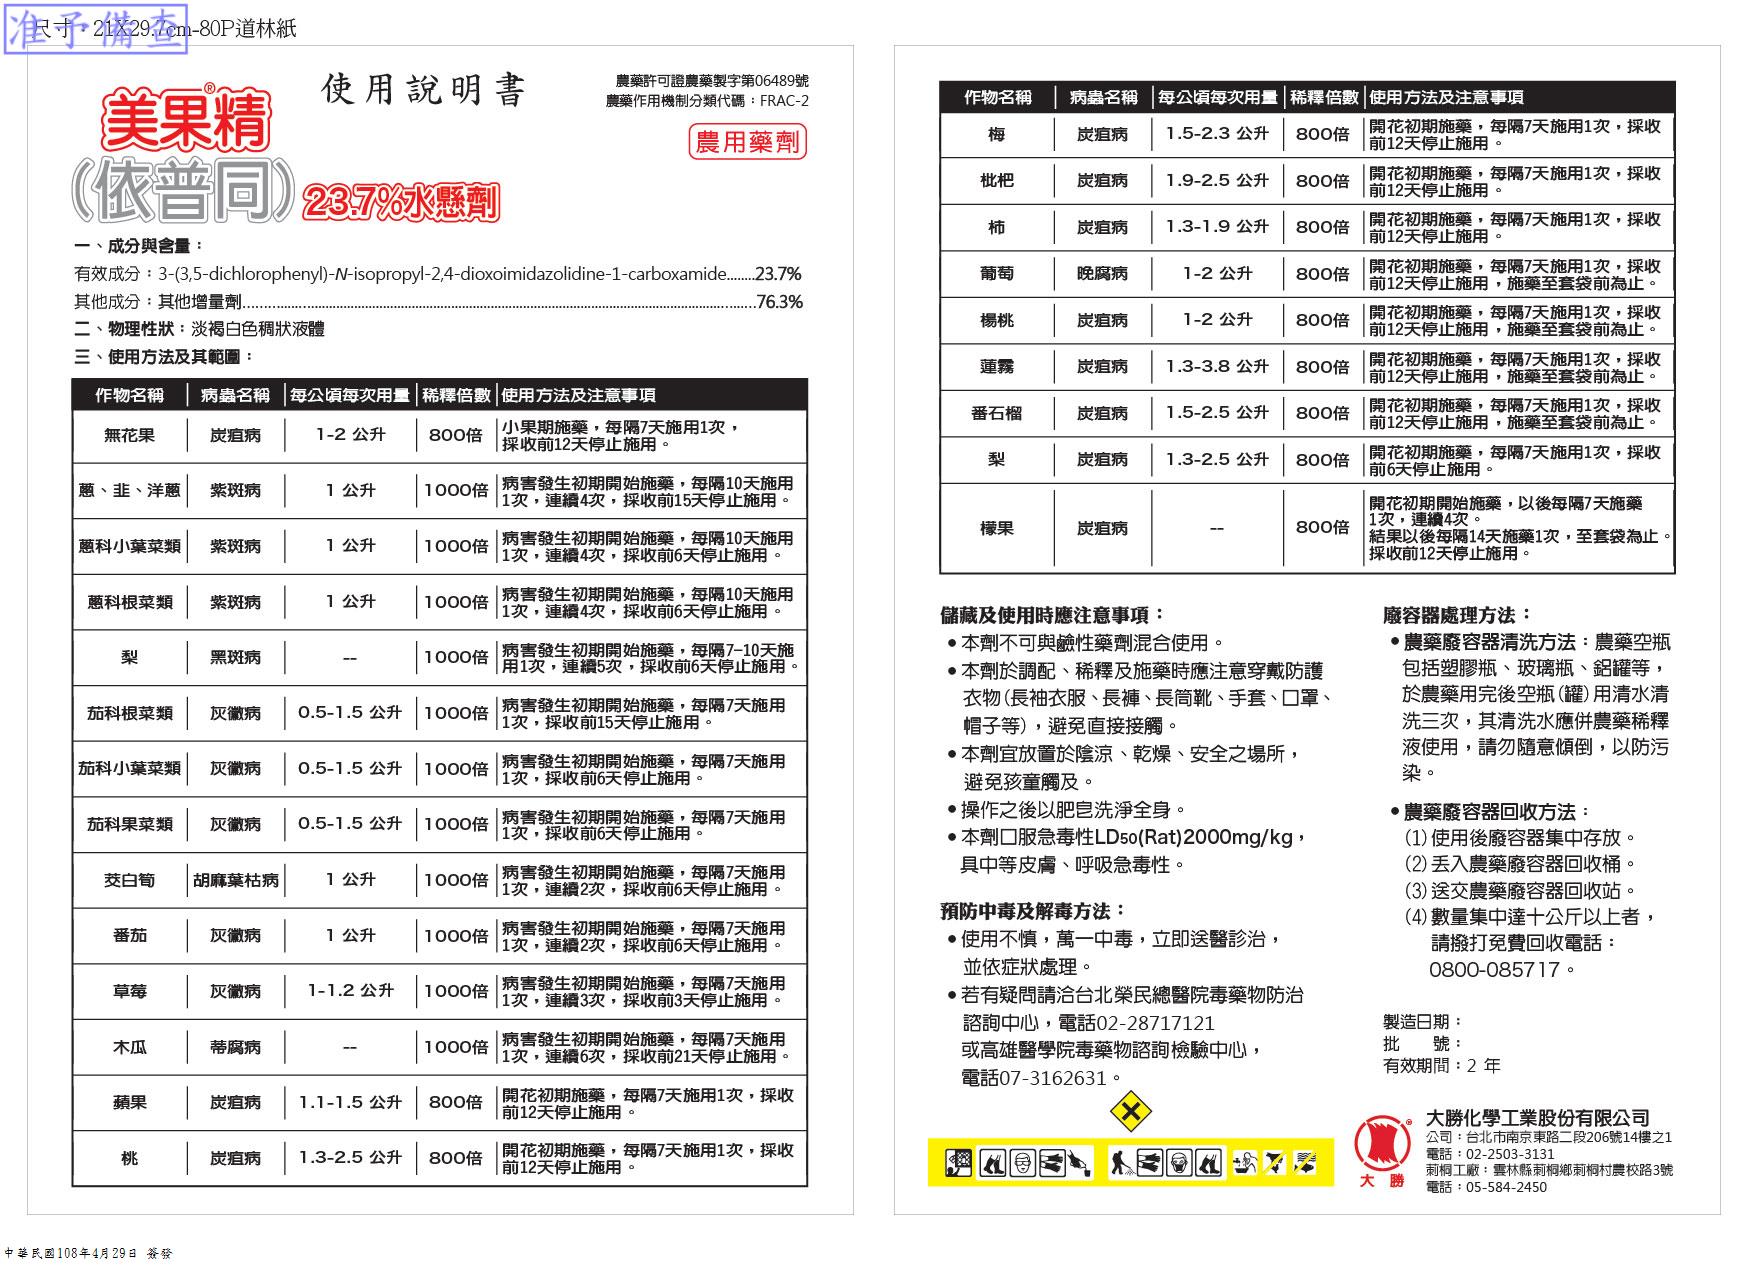 尺寸：21X29.7cm-80P道林紙
准予備查
使用說明書
農藥許可證農藥製字第06489號
農藥作用機制分類代碼：FRAC-2
農用藥劑
美果精®
(依普同) 23.7%水懸劑
一、成分與含量：
有效成分：3-(3,5-dichlorophenyl)-N-isopropyl-2,4-dioxoimidazolidine-1-carboxamide........23.7%
其他成分：其他增量劑........76.3%
二、物理性狀：淡褐白色稠狀液體
三、使用方法及其範圍：
作物名稱 病蟲名稱 每公頃每次用量 稀釋倍數 使用方法及注意事項
無花果 炭疽病 1-2 公升 800倍 小果期施藥，每隔7天施用1次，
採收前12天停止施用。
蔥、韭、洋蔥 紫斑病 1 公升 1000倍 病害發生初期開始施藥，每隔10天施用
1次，連續4次，採收前15天停止施用。
蔥科小葉菜類 紫斑病 1 公升 1000倍 病害發生初期開始施藥，每隔10天施用
1次，連續4次，採收前6天停止施用。
蔥科根菜類 紫斑病 1 公升 1000倍 病害發生初期開始施藥，每隔10天施用
1次，連續4次，採收前6天停止施用。
梨 黑斑病 -- 1000倍 病害發生初期開始施藥，每隔7–10天施
用1次，連續5次，採收前6天停止施用。
茄科根菜類 灰黴病 0.5-1.5 公升 1000倍 病害發生初期開始施藥，每隔7天施用
1次，採收前15天停止施用。
茄科小葉菜類 灰黴病 0.5-1.5 公升 1000倍 病害發生初期開始施藥，每隔7天施用
1次，採收前6天停止施用。
茄科果菜類 灰黴病 0.5-1.5 公升 1000倍 病害發生初期開始施藥，每隔7天施用
1次，採收前6天停止施用。
茭白筍 胡麻葉枯病 1 公升 1000倍 病害發生初期開始施藥，每隔7天施用
1次，連續2次，採收前6天停止施用。
番茄 灰黴病 1 公升 1000倍 病害發生初期開始施藥，每隔7天施用
1次，連續2次，採收前6天停止施用。
草莓 灰黴病 1-1.2 公升 1000倍 病害發生初期開始施藥，每隔7天施用
1次，連續3次，採收前3天停止施用。
木瓜 蒂腐病 -- 1000倍 病害發生初期開始施藥，每隔7天施用
1次，連續6次，採收前21天停止施用。
蘋果 炭疽病 1.1-1.5 公升 800倍 開花初期施藥，每隔7天施用1次，採收
前12天停止施用。
桃 炭疽病 1.3-2.5 公升 800倍 開花初期施藥，每隔7天施用1次，採收
前12天停止施用。
作物名稱 病蟲名稱 每公頃每次用量 稀釋倍數 使用方法及注意事項
梅 炭疽病 1.5-2.3 公升 800倍 開花初期施藥，每隔7天施用1次，採收
前12天停止施用。
枇杷 炭疽病 1.9-2.5 公升 800倍 開花初期施藥，每隔7天施用1次，採收
前12天停止施用。
柿 炭疽病 1.3-1.9 公升 800倍 開花初期施藥，每隔7天施用1次，採收
前12天停止施用。
葡萄 晚腐病 1-2 公升 800倍 開花初期施藥，每隔7天施用1次，採收
前12天停止施用，施藥至套袋前為止。
楊桃 炭疽病 1-2 公升 800倍 開花初期施藥，每隔7天施用1次，採收
前12天停止施用，施藥至套袋前為止。
蓮霧 炭疽病 1.3-3.8 公升 800倍 開花初期施藥，每隔7天施用1次，採收
前12天停止施用，施藥至套袋前為止。
番石榴 炭疽病 1.5-2.5 公升 800倍 開花初期施藥，每隔7天施用1次，採收
前12天停止施用，施藥至套袋前為止。
梨 炭疽病 1.3-2.5 公升 800倍 開花初期施藥，每隔7天施用1次，採收
前6天停止施用。
檬果 炭疽病 -- 800倍 開花初期開始施藥，以後每隔7天施藥
1次，連續4次。
結果以後每隔14天施藥1次，至套袋為止。
採收前12天停止施用。
儲藏及使用時應注意事項：
●本劑不可與鹼性藥劑混合使用。
●本劑於調配、稀釋及施藥時應注意穿戴防護
衣物(長袖衣服、長褲、長筒靴、手套、口罩、
帽子等)，避免直接接觸。
●本劑宜放置於陰涼、乾燥、安全之場所，
避免孩童觸及。
●操作之後以肥皂洗淨全身。
●本劑口服急毒性LD50(Rat)2000mg/kg，
具中等皮膚、呼吸急毒性。
預防中毒及解毒方法：
●使用不慎，萬一中毒，立即送醫診治，
並依症狀處理。
●若有疑問請洽台北榮民總醫院毒藥物防治
諮詢中心，電話02-28717121
或高雄醫學院毒藥物諮詢檢驗中心，
電話07-3162631。
廢容器處理方法：
●農藥廢容器清洗方法：農藥空瓶
包括塑膠瓶、玻璃瓶、鋁罐等，
於農藥用完後空瓶(罐)用清水清
洗三次，其清洗水應併農藥稀釋
液使用，請勿隨意傾倒，以防污
染。
●農藥廢容器回收方法：
(1)使用後廢容器集中存放。
(2)丟入農藥廢容器回收桶。
(3)送交農藥廢容器回收站。
(4)數量集中達十公斤以上者，
請撥打免費回收電話：
0800-085717。
製造日期：
批　　號：
有效期間：2 年
大勝®
大勝化學工業股份有限公司
公司：台北市南京東路二段206號14樓之1
電話：02-2503-3131
莿桐工廠：雲林縣莿桐鄉莿桐村農校路3號
電話：05-584-2450
中華民國108年4月29日 簽發